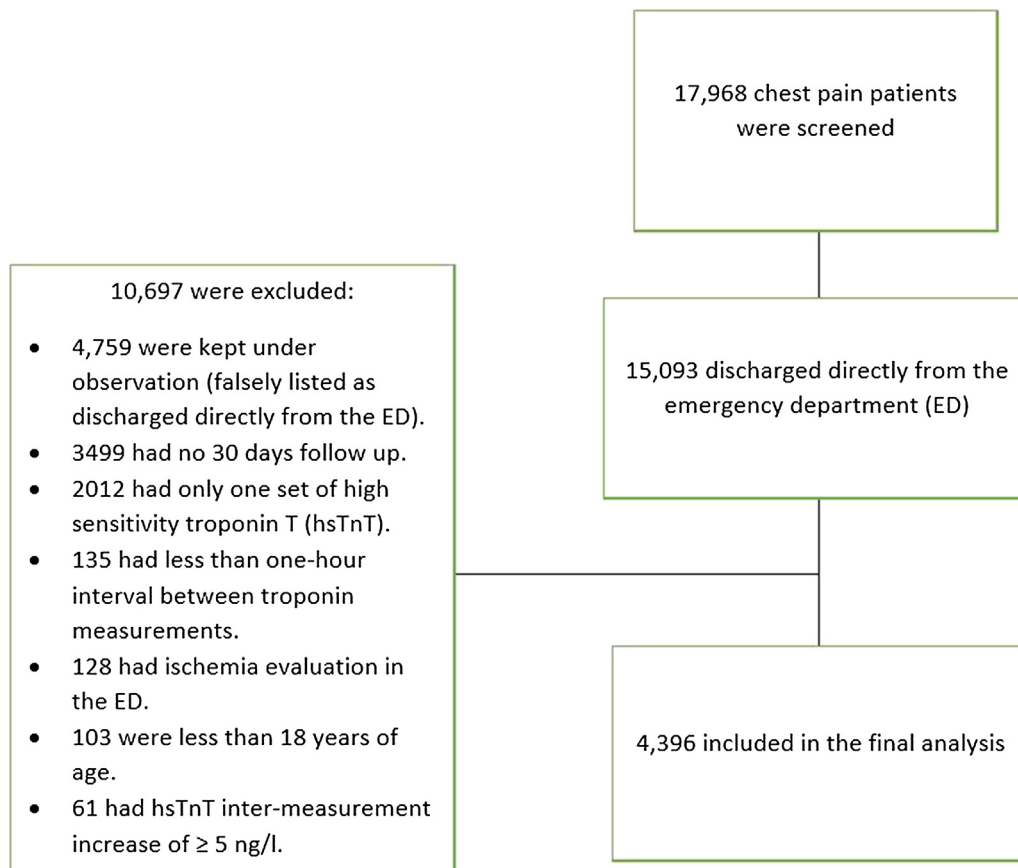 17,968 chest pain patients
were screened
15,093 discharged directly from the
emergency department (ED)
10,697 were excluded:
• 4,759 were kept under
observation (falsely listed as
discharged directly from the ED).
• 3499 had no 30 days follow up.
• 2012 had only one set of high
sensitivity troponin T (hsTnT).
• 135 had less than one-hour
interval between troponin
measurements.
• 128 had ischemia evaluation in
the ED.
• 103 were less than 18 years of
age.
• 61 had hsTnT inter-measurement
increase of ≥ 5 ng/l.
4,396 included in the final analysis